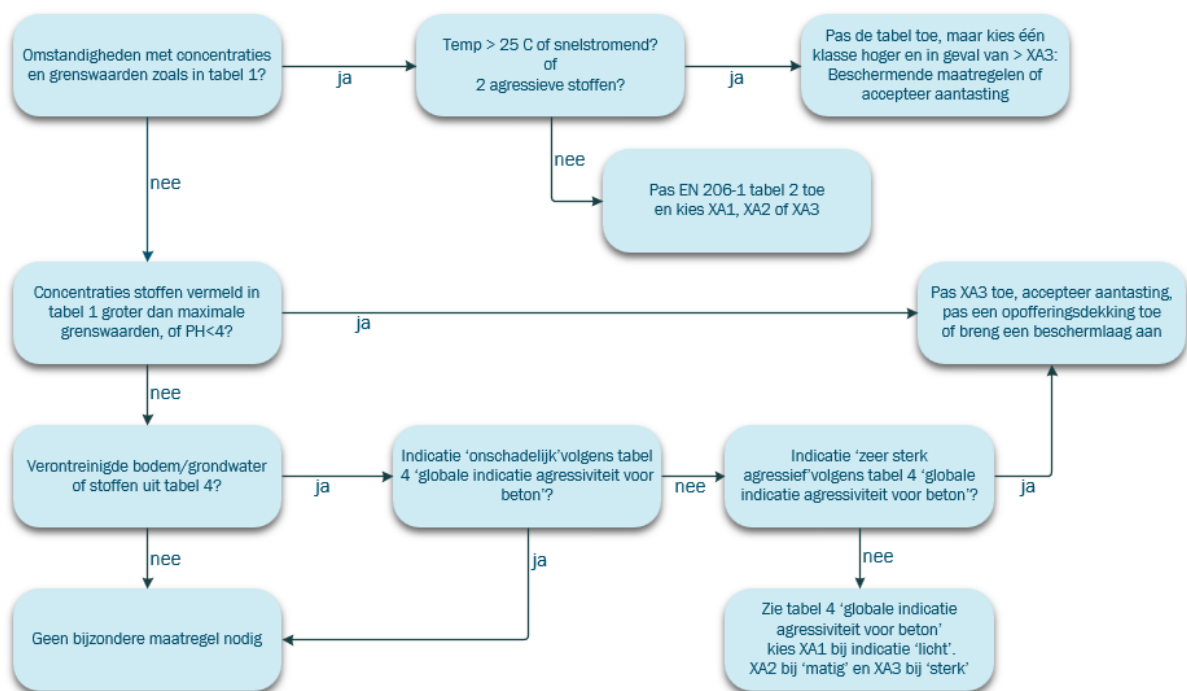 Omstandigheden met concentraties
en grenswaarden zoals in tabel 1?
ja
Temp > 25 C of snelstromend?
of
2 agressieve stoffen?
ja
Pas de tabel toe, maar kies één
klasse hoger en in geval van > XA3:
Beschermende maatregelen of
accepteer aantasting
nee
nee
Pas EN 206-1 tabel 2 toe
en kies XA1, XA2 of XA3
Concentraties stoffen vermeld in
tabel 1 groter dan maximale
grenswaarden, of PH<4?
ja
Pas XA3 toe, accepteer aantasting,
pas een opofferingsdekking toe
of breng een beschermlaag aan
nee
Verontreinigde bodem/grondwater
of stoffen uit tabel 4?
ja
Indicatie ‘onschadelijk’volgens tabel
4 ‘globale indicatie agressiviteit voor
beton’?
nee
Indicatie ‘zeer sterk
agressief’volgens tabel 4 ‘globale
indicatie agressiviteit voor beton’?
ja
nee
ja
nee
Geen bijzondere maatregel nodig
Zie tabel 4 ‘globale indicatie
agressiviteit voor beton’
kies XA1 bij indicatie ‘licht’.
XA2 bij ‘matig’ en XA3 bij ‘sterk’